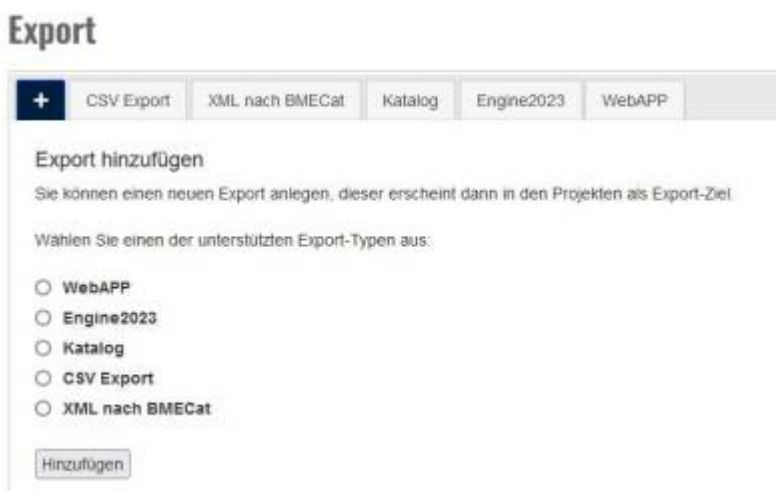 Export
+ CSV Export XML nach BMECat Katalog Engine2023 WebAPP
Export hinzufügen
Sie können einen neuen Export anlegen, dieser erscheint dann in den Projekten als Export-Ziel.
Wählen Sie einen der unterstützten Export-Typen aus:
WebAPP
Engine2023
Katalog
CSV Export
XML nach BMECat
Hinzufügen